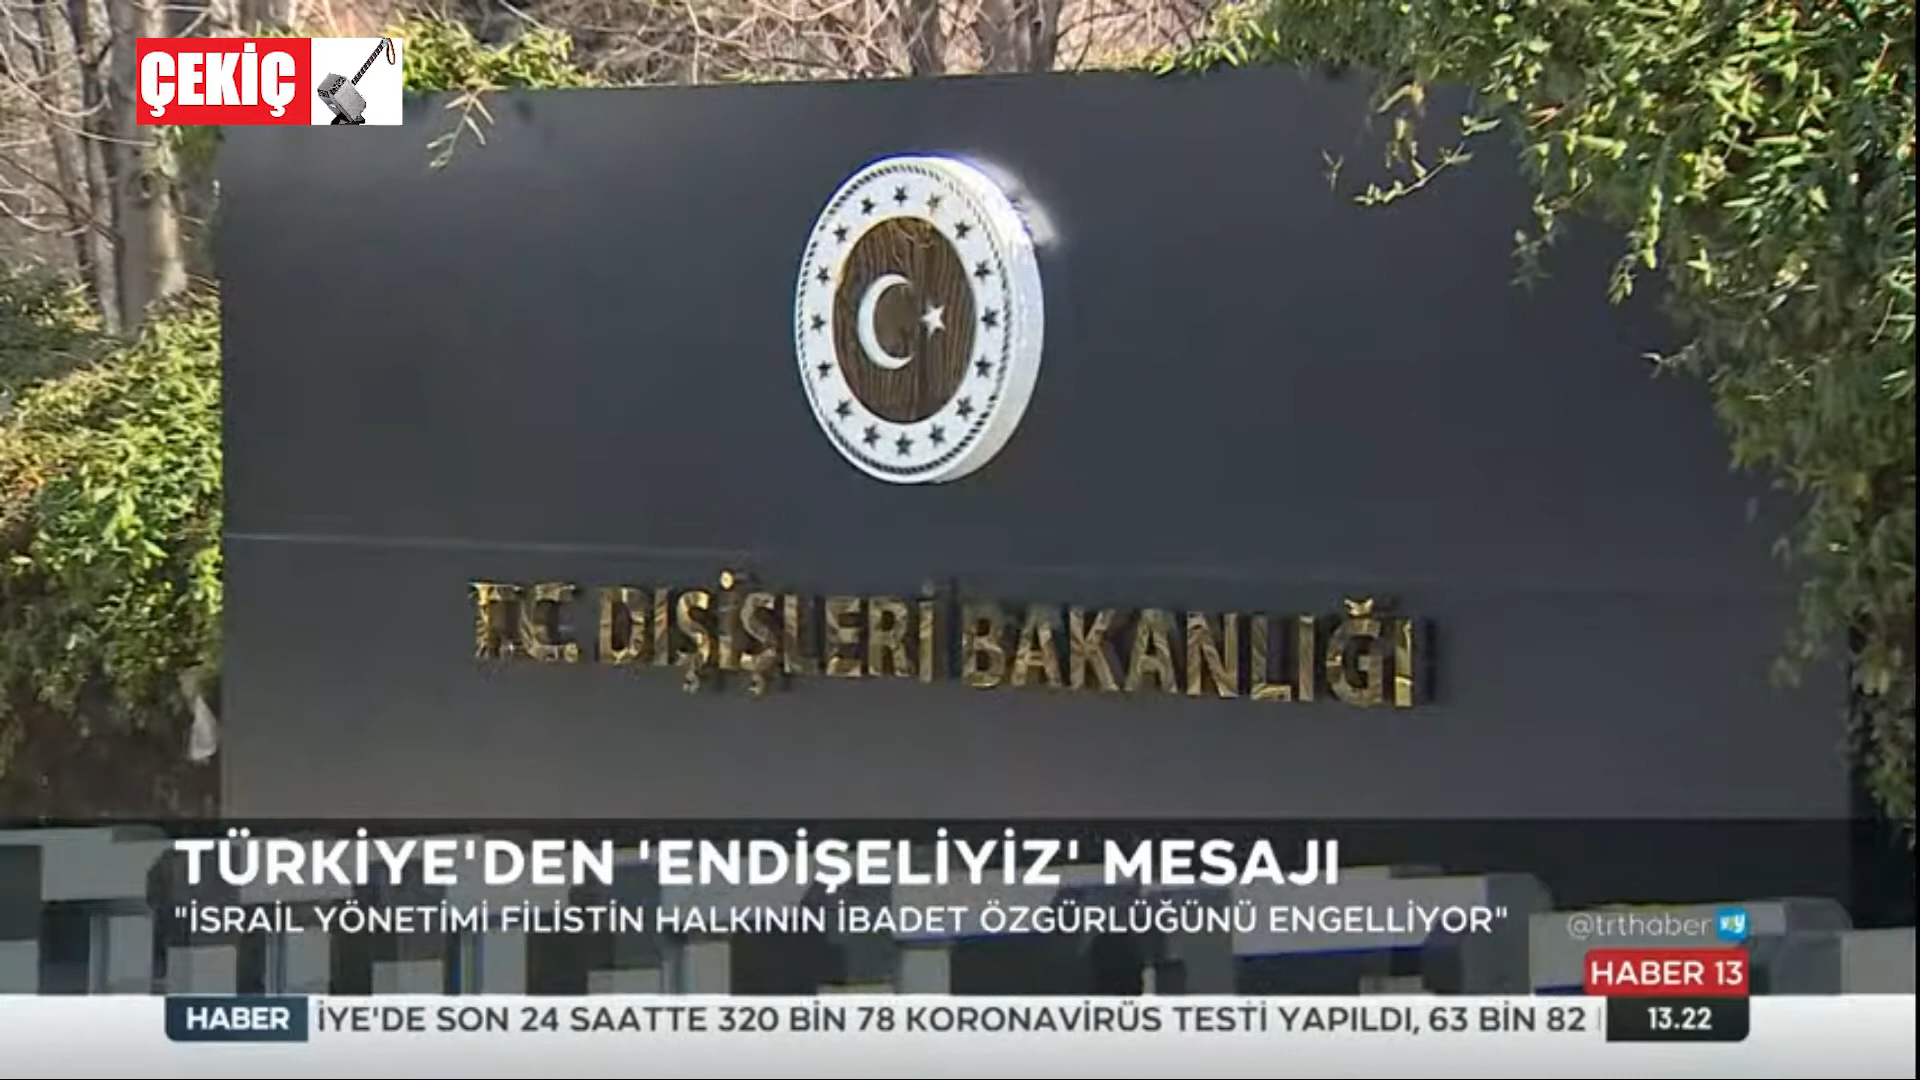 ÇEKİÇ
T.C. DIŞİŞLERİ BAKANLIĞI
TÜRKİYE'DEN 'ENDİŞELİYİZ' MESAJI
"İSRAİL YÖNETİMİ FİLİSTİN HALKININ İBADET ÖZGÜRLÜĞÜNÜ ENGELLİYOR"
@trthaber
HABER 13
HABER İYE'DE SON 24 SAATTE 320 BİN 78 KORONAVİRÜS TESTİ YAPILDI, 63 BİN 82
13.22